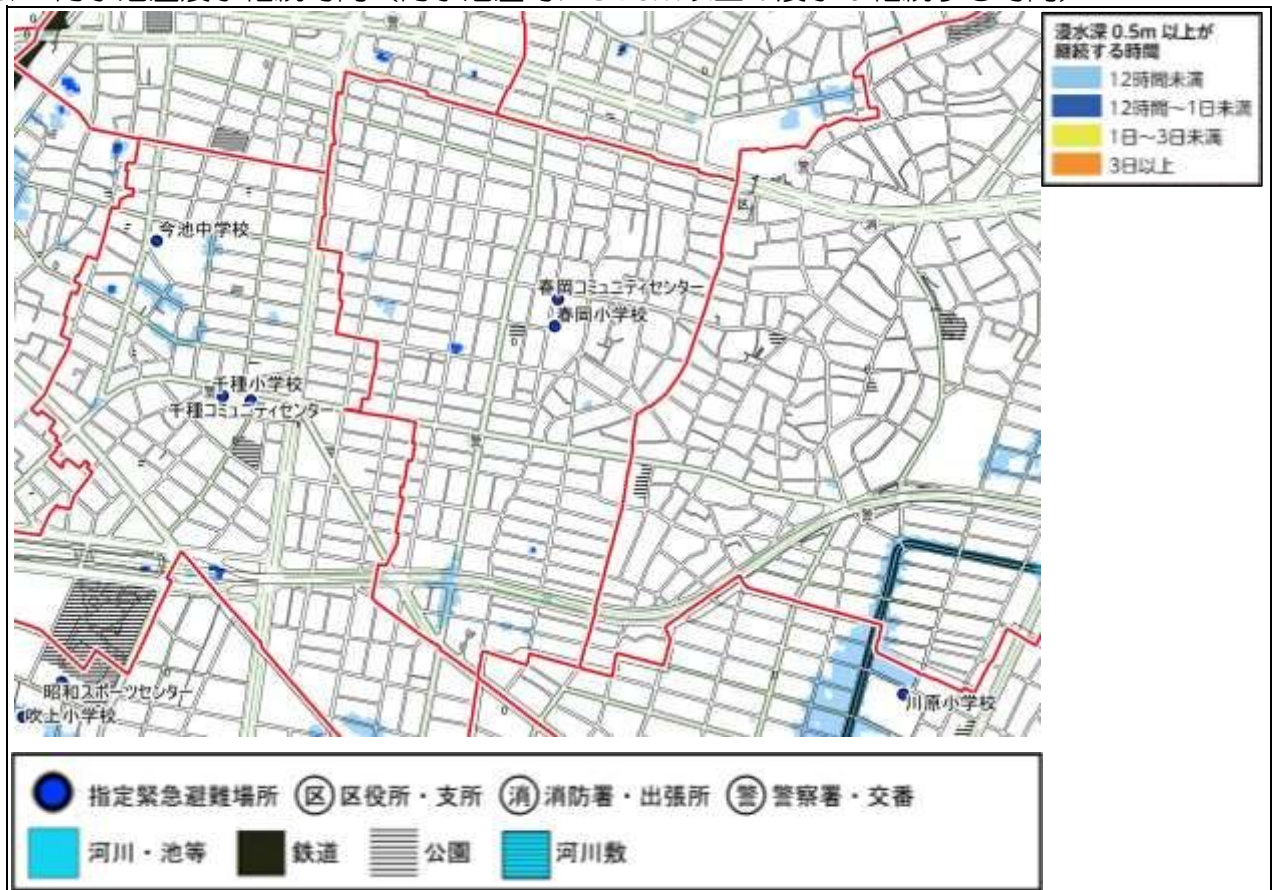 浸水深 0.5m 以上が
継続する時間
12時間未満
12時間～1日未満
1日～3日未満
3日以上
今池中学校
春岡コミュニティセンター
春岡小学校
千種小学校
千種コミュニティセンター
昭和スポーツセンター
吹上小学校
川原小学校
指定緊急避難場所 区 区役所・支所 消 消防署・出張所 警 警察署・交番
河川・池等 鉄道 公園 河川敷